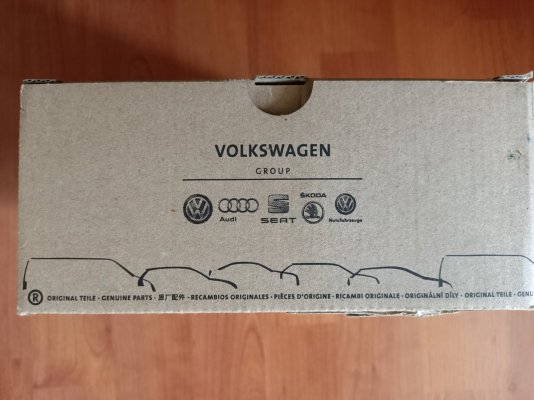 VOLKSWAGEN
GROUP
Audi SEAT ŠKODA Nutzfahrzeuge
® ORIGINAL TEILE · GENUINE PARTS · 原厂配件 · RECAMBIOS ORIGINALES · PIÈCES D'ORIGINE · RICAMBI ORIGINALE · ORIGINÁLNÍ DÍLY · ORIGINAL TEILE · GENUINE